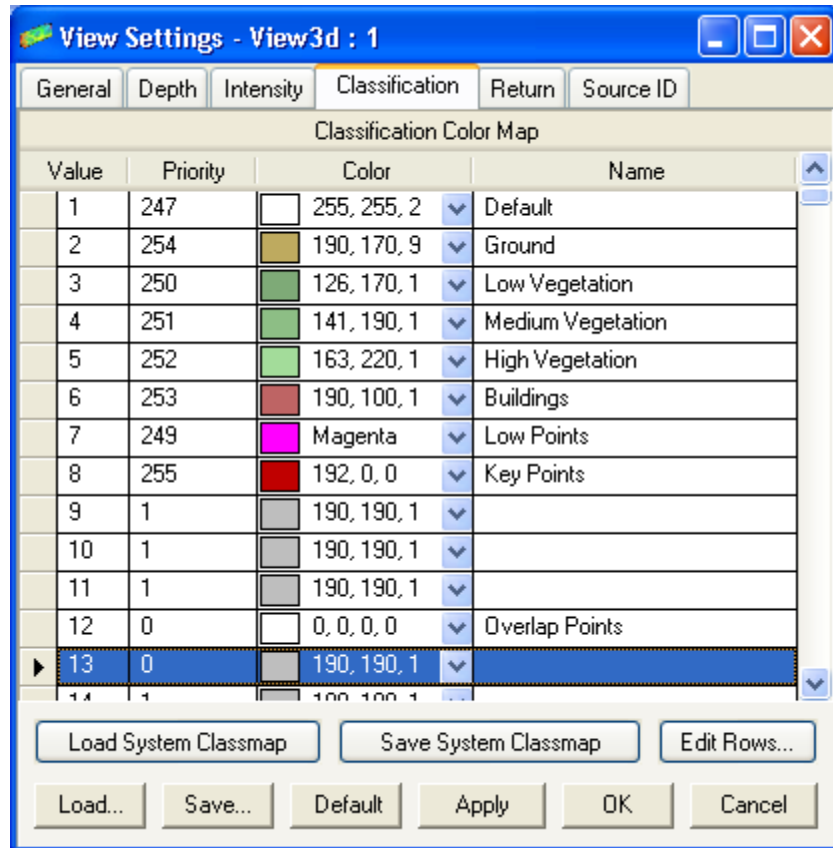 View Settings - View3d : 1
General Depth Intensity Classification Return Source ID
Classification Color Map
Value Priority Color Name
1 247 255, 255, 2 Default
2 254 190, 170, 9 Ground
3 250 126, 170, 1 Low Vegetation
4 251 141, 190, 1 Medium Vegetation
5 252 163, 220, 1 High Vegetation
6 253 190, 100, 1 Buildings
7 249 Magenta Low Points
8 255 192, 0, 0 Key Points
9 1 190, 190, 1
10 1 190, 190, 1
11 1 190, 190, 1
12 0 0, 0, 0, 0 Overlap Points
13 0 190, 190, 1
14 1 190, 190, 1
Load System Classmap Save System Classmap Edit Rows...
Load... Save... Default Apply OK Cancel